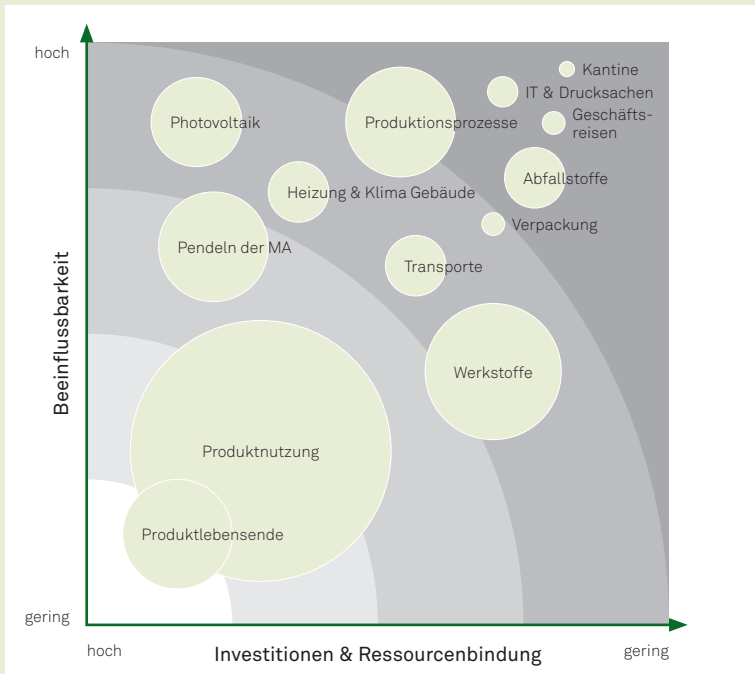 hoch
Kantine
IT & Drucksachen
Geschäfts-
reisen
Photovoltaik
Produktionsprozesse
Abfallstoffe
Heizung & Klima Gebäude
Verpackung
Pendeln der MA
Transporte
Werkstoffe
Produktnutzung
Produktlebensende
Beeinflussbarkeit
gering
hoch
Investitionen & Ressourcenbindung
gering